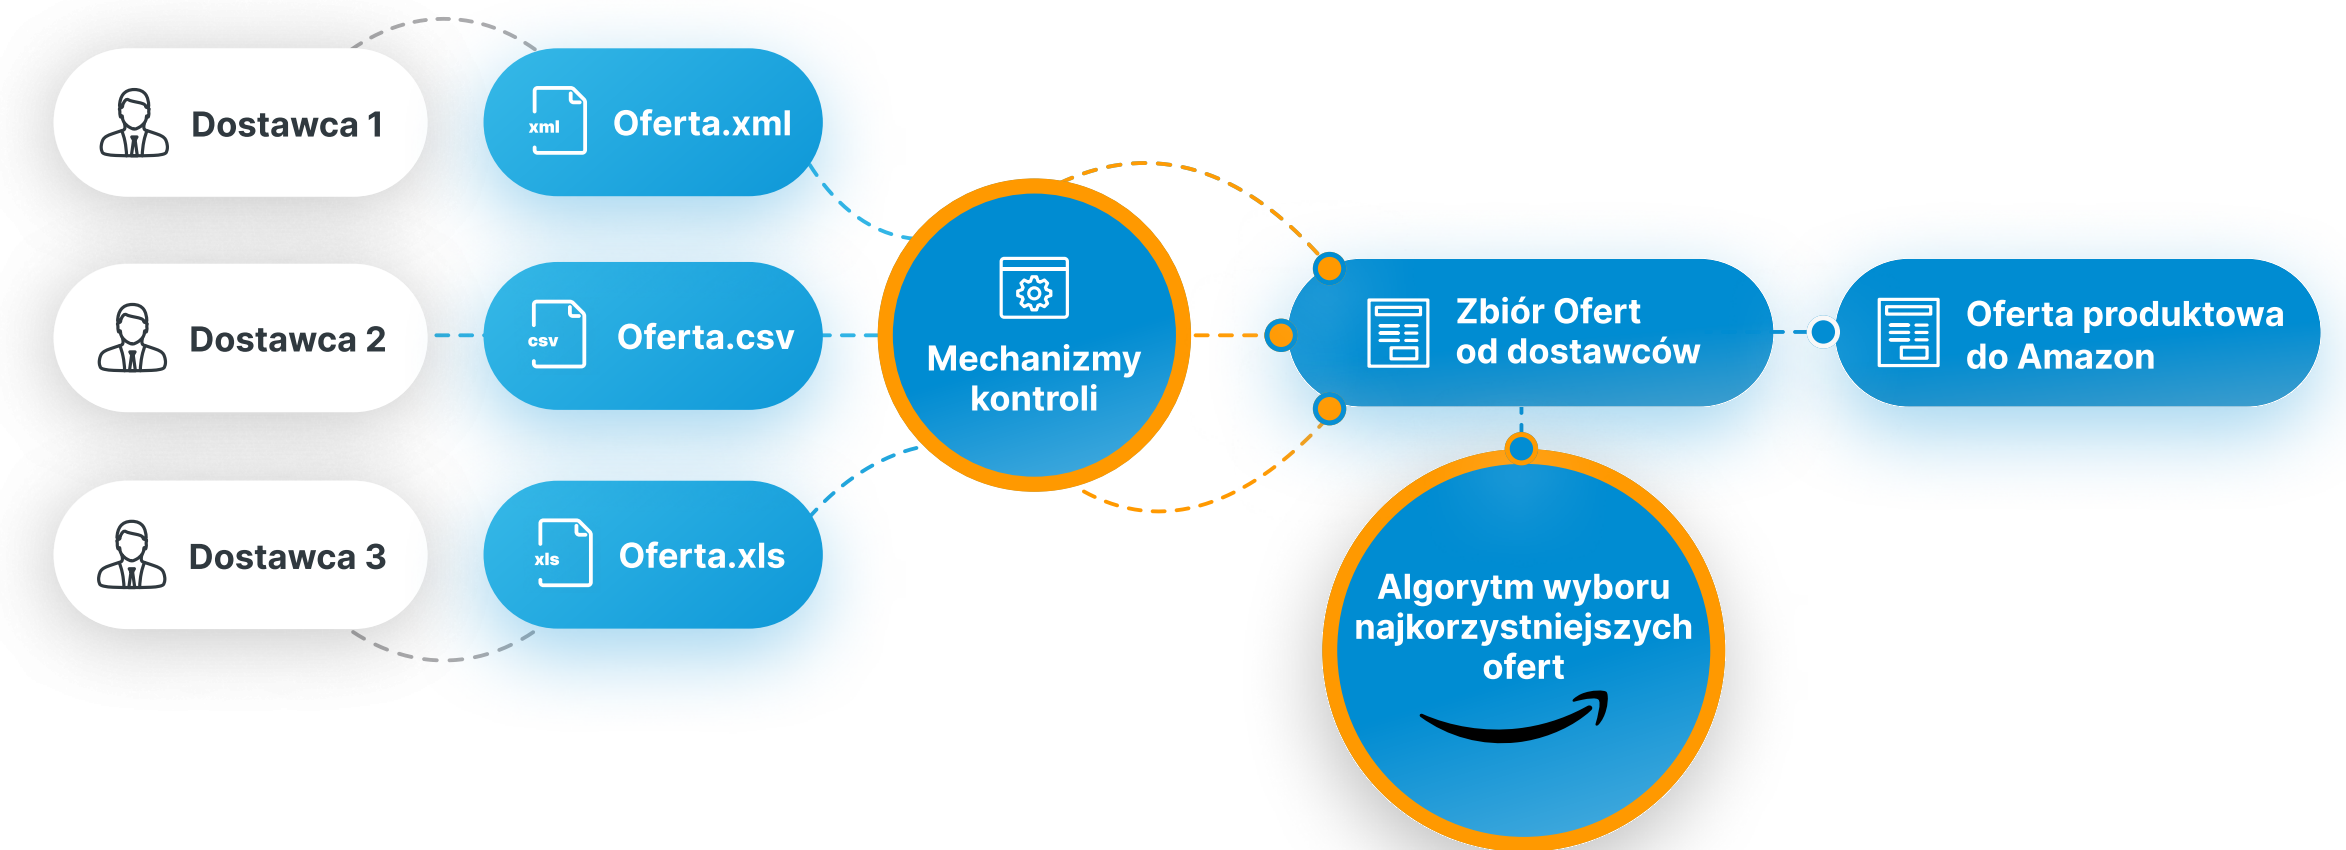 Dostawca 1
xml
Oferta.xml
Dostawca 2
csv
Oferta.csv
Dostawca 3
xls
Oferta.xls
Mechanizmy
kontroli
Zbiór Ofert
od dostawców
Oferta produktowa
do Amazon
Algorytm wyboru
najkorzystniejszych
ofert